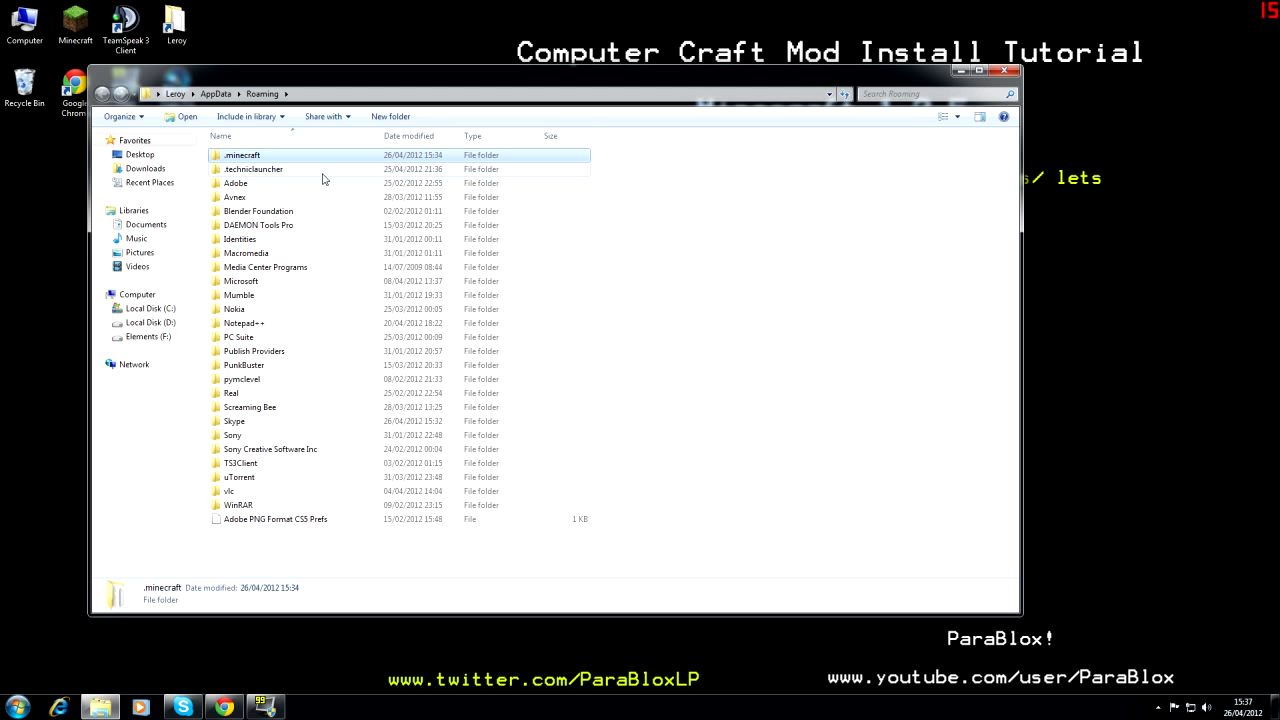 15
Computer
Minecraft
TeamSpeak 3
Client
Leroy
Computer Craft Mod Install Tutorial
Recycle Bin
Google
Chrom
s/ lets
Leroy
AppData
Roaming
Search Roaming
Organize
Open
Include in library
Share with
New folder
Name
Date modified
Type
Size
Favorites
Desktop
Downloads
Recent Places
Libraries
Documents
Music
Pictures
Videos
Computer
Local Disk (C:)
Local Disk (D:)
Elements (F:)
Network
.minecraft 26/04/2012 15:34 File folder
.techniclauncher 25/04/2012 21:36 File folder
Adobe 25/02/2012 22:55 File folder
Avnex 28/03/2012 11:55 File folder
Blender Foundation 02/02/2012 01:11 File folder
DAEMON Tools Pro 15/03/2012 20:25 File folder
Identities 31/01/2012 00:11 File folder
Macromedia 31/01/2012 01:11 File folder
Media Center Programs 14/07/2009 08:44 File folder
Microsoft 08/04/2012 13:37 File folder
Mumble 31/01/2012 19:33 File folder
Nokia 25/03/2012 00:05 File folder
Notepad++ 20/04/2012 18:22 File folder
PC Suite 25/03/2012 00:09 File folder
Publish Providers 31/01/2012 20:57 File folder
PunkBuster 15/03/2012 20:33 File folder
pymclevel 08/02/2012 21:33 File folder
Real 25/02/2012 22:54 File folder
Screaming Bee 28/03/2012 13:25 File folder
Skype 26/04/2012 15:32 File folder
Sony 31/01/2012 22:48 File folder
Sony Creative Software Inc 24/02/2012 00:04 File folder
TS3Client 03/02/2012 01:15 File folder
uTorrent 31/03/2012 23:48 File folder
vlc 04/04/2012 14:04 File folder
WinRAR 09/02/2012 23:15 File folder
Adobe PNG Format CS5 Prefs 15/02/2012 15:48 File 1 KB
.minecraft Date modified: 26/04/2012 15:34
File folder
ParaBlox!
www.twitter.com/ParaBloxLP
www.youtube.com/user/ParaBlox
99
15:37
26/04/2012